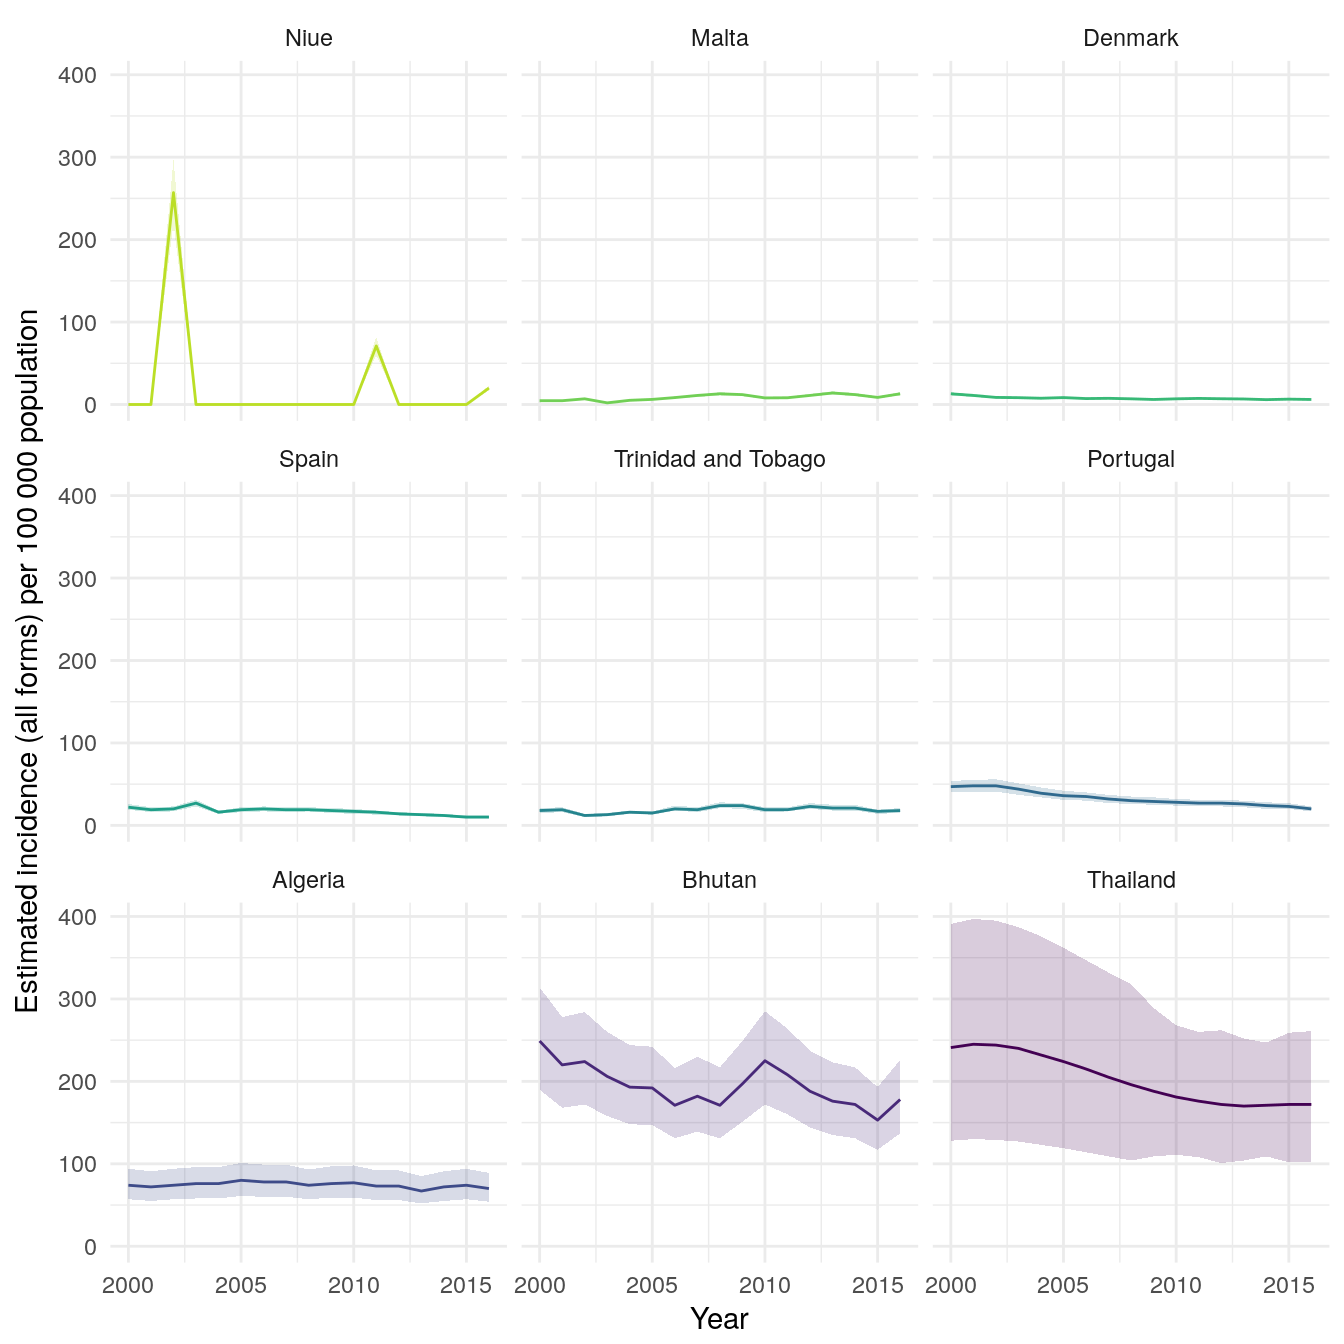 Niue Malta Denmark
400
300
200
100
0
Spain Trinidad and Tobago Portugal
400
300
200
100
0
Estimated incidence (all forms) per 100 000 population
Algeria Bhutan Thailand
400
300
200
100
0
2000 2005 2010 2015 2000 2005 2010 2015 2000 2005 2010 2015
Year